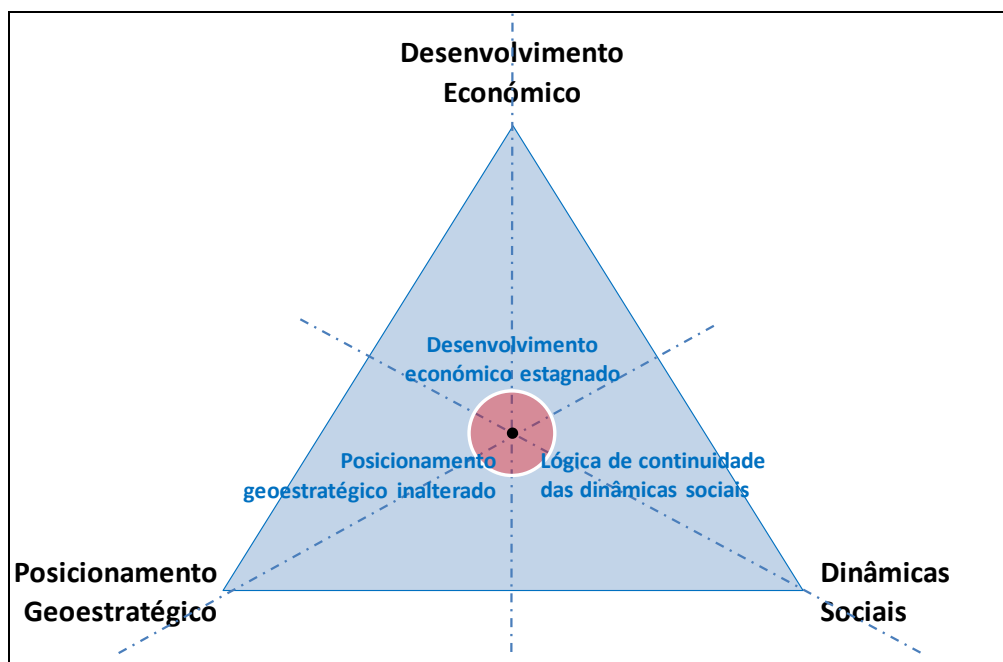 Desenvolvimento
Económico
Desenvolvimento
económico estagnado
Posicionamento
geoestratégico inalterado
Lógica de continuidade
das dinâmicas sociais
Posicionamento
Geoestratégico
Dinâmicas
Sociais